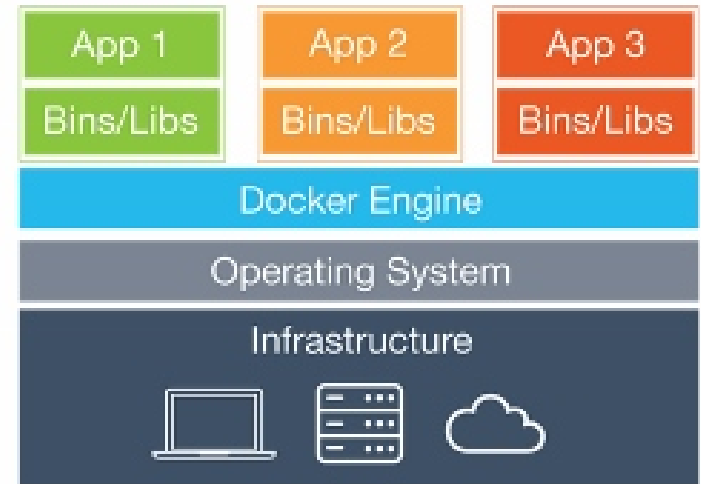 App 1
App 2
App 3
Bins/Libs
Bins/Libs
Bins/Libs
Docker Engine
Operating System
Infrastructure